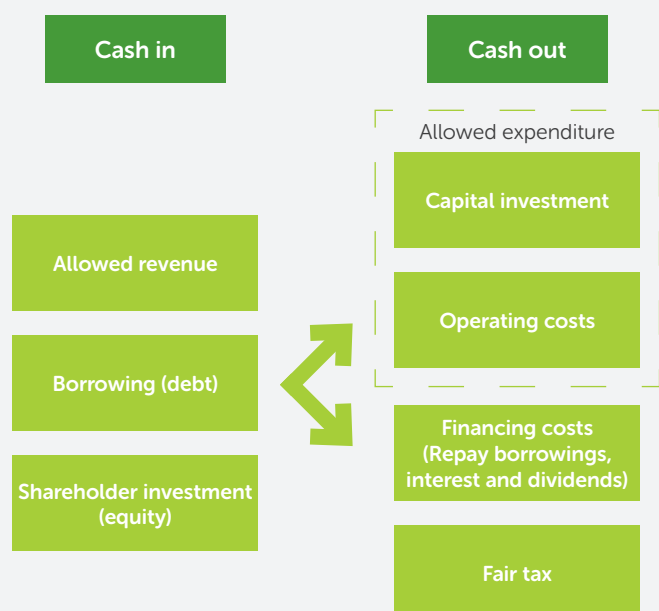 Cash in
Cash out
Allowed expenditure
Capital investment
Allowed revenue
Operating costs
Borrowing (debt)
Financing costs
(Repay borrowings,
interest and dividends)
Shareholder investment
(equity)
Fair tax